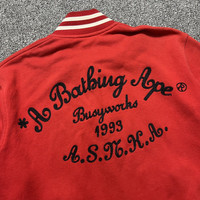 *A Bathing Ape®
Busyworks
1993
A.S.N.H.A.